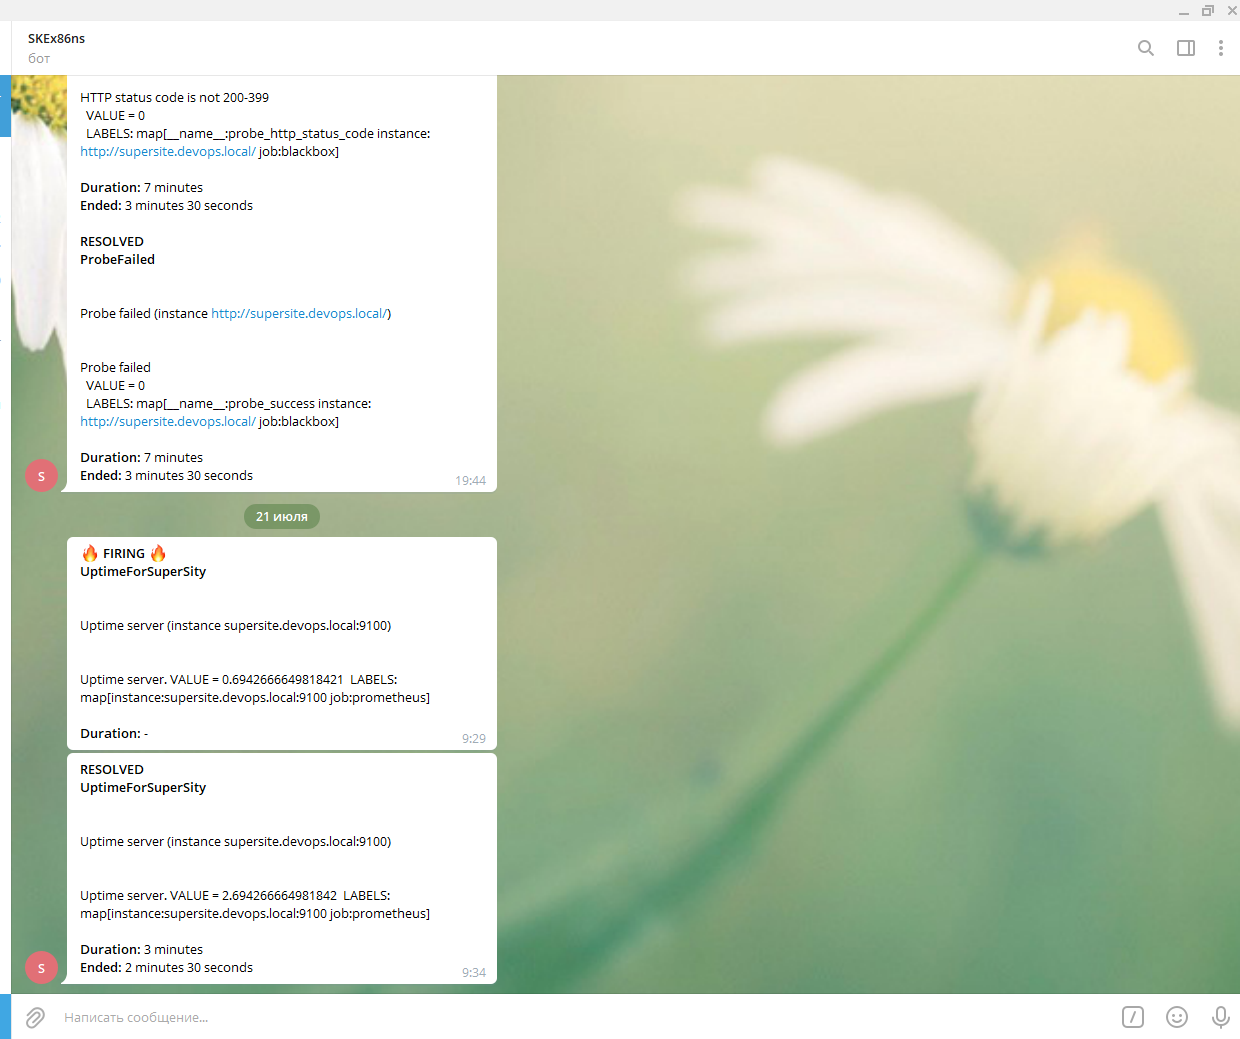 SKEx86ns
бот
HTTP status code is not 200-399
VALUE = 0
LABELS: map[__name__:probe_http_status_code instance:
http://supersite.devops.local/ job:blackbox]
Duration: 7 minutes
Ended: 3 minutes 30 seconds
RESOLVED
ProbeFailed
Probe failed (instance http://supersite.devops.local/)
Probe failed
VALUE = 0
LABELS: map[__name__:probe_success instance:
http://supersite.devops.local/ job:blackbox]
Duration: 7 minutes
Ended: 3 minutes 30 seconds
S
19:44
21 июля
🔥 FIRING 🔥
UptimeForSuperSity
Uptime server (instance supersite.devops.local:9100)
Uptime server. VALUE = 0.6942666649818421 LABELS:
map[instance:supersite.devops.local:9100 job:prometheus]
Duration: -
9:29
RESOLVED
UptimeForSuperSity
Uptime server (instance supersite.devops.local:9100)
Uptime server. VALUE = 2.694266664981842 LABELS:
map[instance:supersite.devops.local:9100 job:prometheus]
Duration: 3 minutes
Ended: 2 minutes 30 seconds
S
9:34
Написать сообщение...